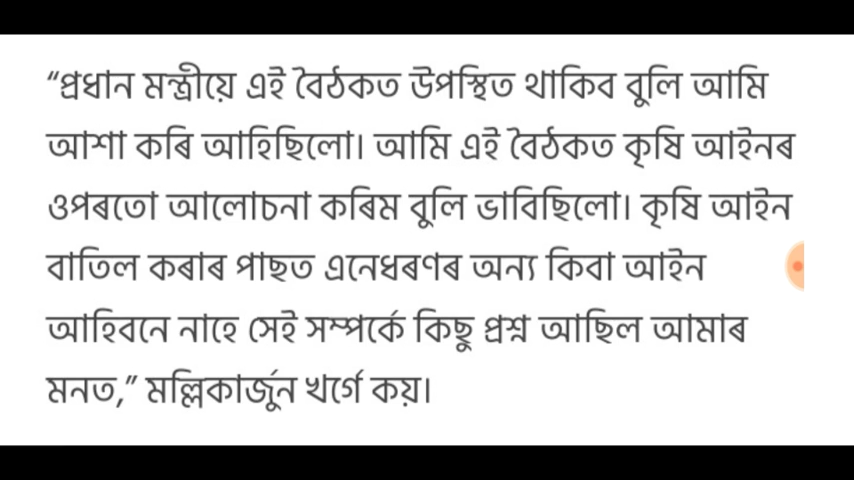 “প্ৰধান মন্ত্ৰীয়ে এই বৈঠকত উপস্থিত থাকিব বুলি আমি
আশা কৰি আহিছিলো। আমি এই বৈঠকত কৃষি আইনৰ
ওপৰতো আলোচনা কৰিম বুলি ভাবিছিলো। কৃষি আইন
বাতিল কৰাৰ পাছত এনেধৰণৰ অন্য কিবা আইন
আহিবনে নাহে সেই সম্পৰ্কে কিছু প্ৰশ্ন আছিল আমাৰ
মনত,” মল্লিকাৰ্জুন খৰ্গে কয়।